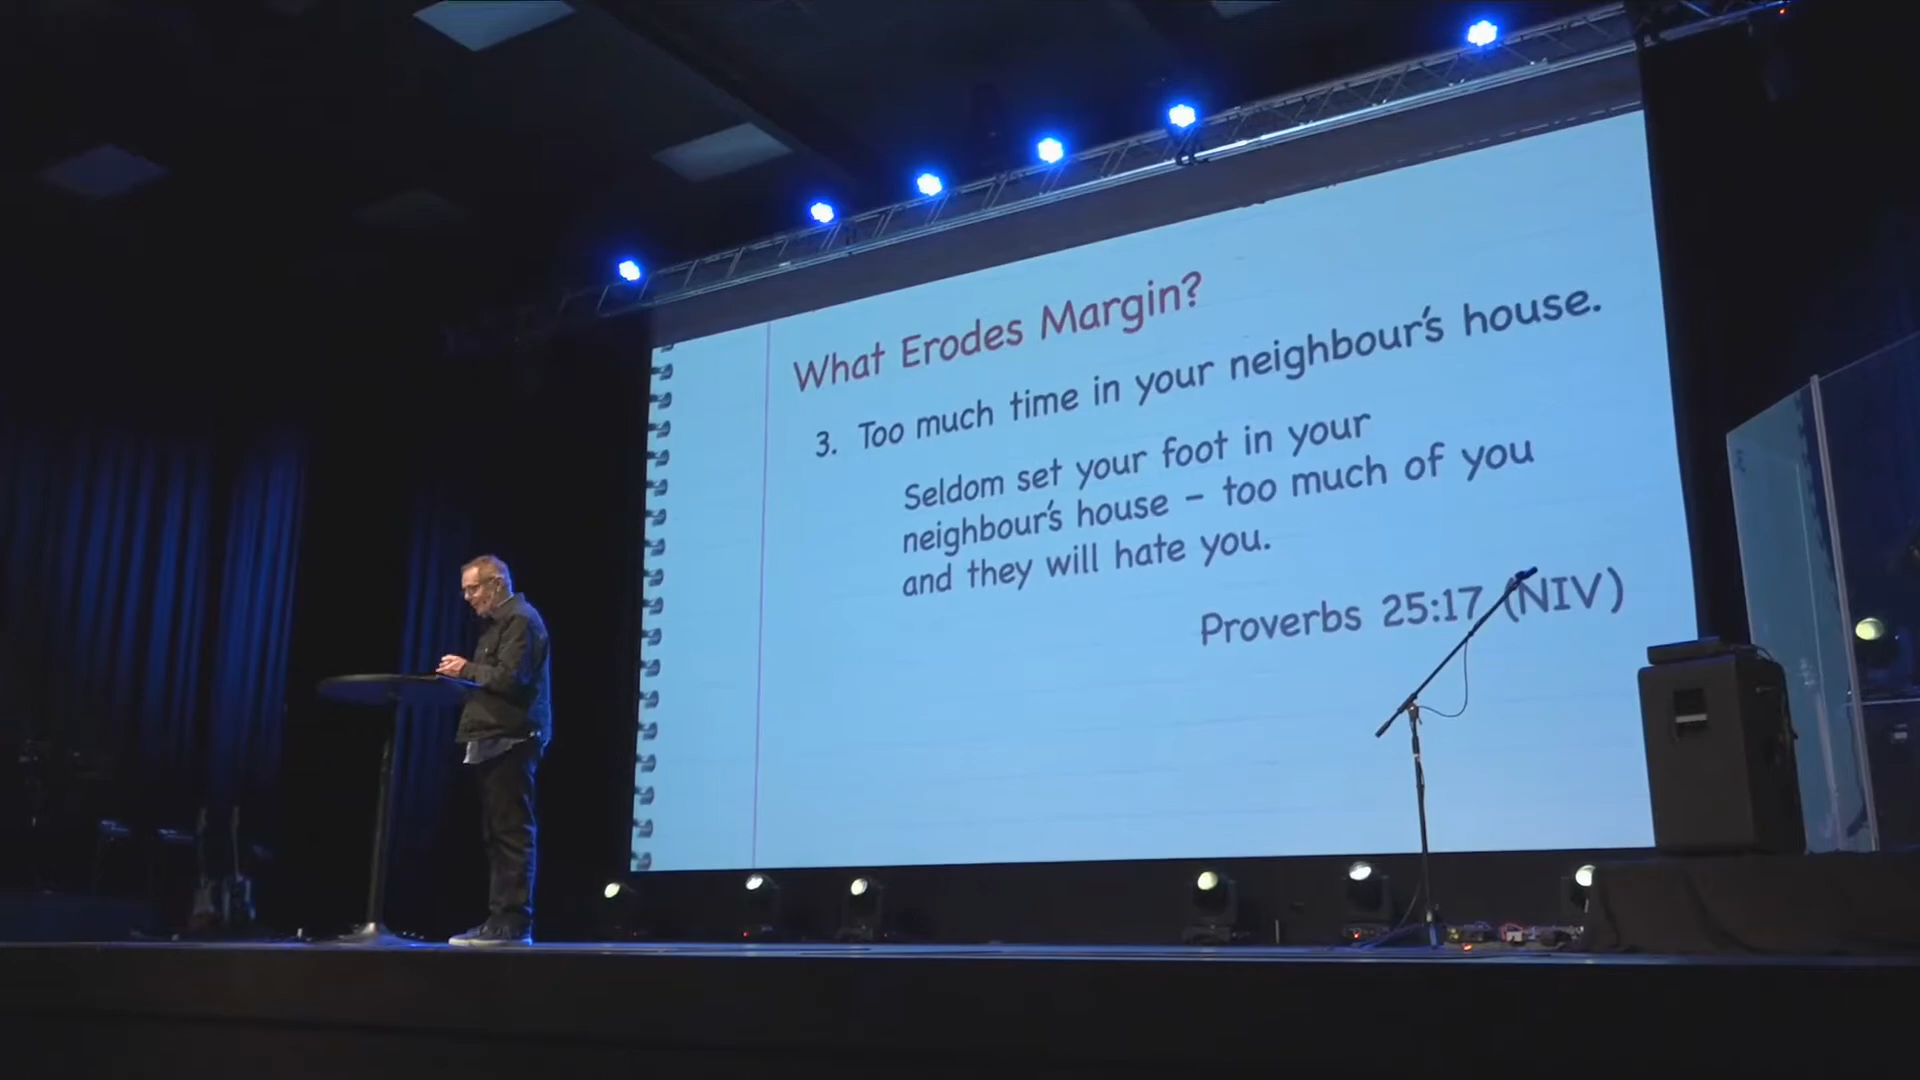 What Erodes Margin?
3. Too much time in your neighbour's house.
Seldom set your foot in your
neighbour's house – too much of you
and they will hate you.
Proverbs 25:17 (NIV)